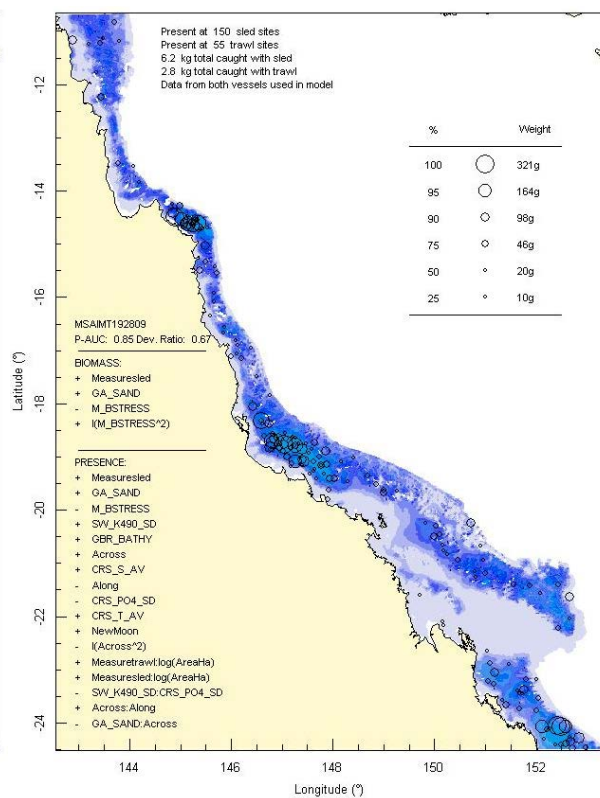 Present at 150 sled sites
Present at 55 trawl sites
6.2 kg total caught with sled
2.8 kg total caught with trawl
Data from both vessels used in model
% Weight
100 321g
95 164g
90 98g
75 46g
50 20g
25 10g
MSAIMT192809
P-AUC: 0.85 Dev. Ratio: 0.67
BIOMASS:
+ Measuresled
+ GA_SAND
- M_BSTRESS
+ I(M_BSTRESS^2)
PRESENCE:
+ Measuresled
+ GA_SAND
- M_BSTRESS
+ SW_K490_SD
+ GBR_BATHY
+ Across
+ CRS_S_AV
- Along
- CRS_PO4_SD
+ CRS_T_AV
+ NewMoon
- I(Across^2)
+ Measuretrawl:log(AreaHa)
+ Measuresled:log(AreaHa)
- SW_K490_SD:CRS_PO4_SD
+ Across:Along
- GA_SAND:Across
Latitude (°)
-12
-14
-16
-18
-20
-22
-24
144 146 148 150 152
Longitude (°)